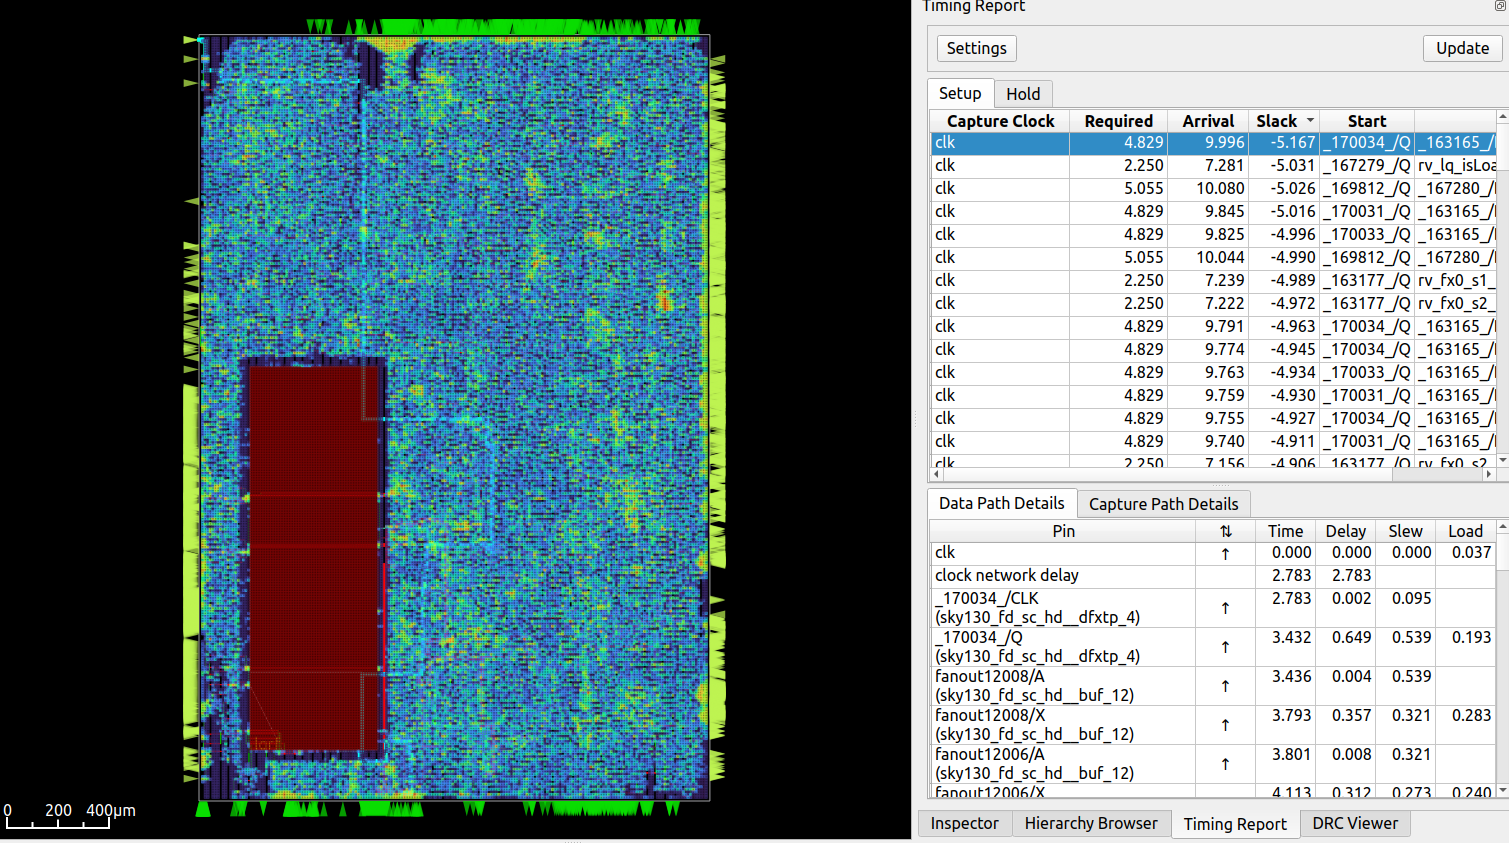 Timing Report
Settings
Update
Setup Hold
Capture Clock Required Arrival Slack Start
clk 4.829 9.996 -5.167 _170034_/Q _163165_/
clk 2.250 7.281 -5.031 _167279_/Q rv_lq_isLoa
clk 5.055 10.080 -5.026 _169812_/Q _167280_/
clk 4.829 9.845 -5.016 _170031_/Q _163165_/
clk 4.829 9.825 -4.996 _170033_/Q _163165_/
clk 5.055 10.044 -4.990 _169812_/Q _167280_/
clk 2.250 7.239 -4.989 _163177_/Q rv_fx0_s1_
clk 2.250 7.222 -4.972 _163177_/Q rv_fx0_s2_
clk 4.829 9.791 -4.963 _170034_/Q _163165_/
clk 4.829 9.774 -4.945 _170034_/Q _163165_/
clk 4.829 9.763 -4.934 _170033_/Q _163165_/
clk 4.829 9.759 -4.930 _170031_/Q _163165_/
clk 4.829 9.755 -4.927 _170034_/Q _163165_/
clk 4.829 9.740 -4.911 _170031_/Q _163165_/
clk 2.250 7.156 -4.906 _163177_/Q rv_fx0_s2_
Data Path Details Capture Path Details
Pin ⇅ Time Delay Slew Load
clk ↑ 0.000 0.000 0.000 0.037
clock network delay 2.783 2.783
_170034_/CLK ↑ 2.783 0.002 0.095
(sky130_fd_sc_hd__dfxtp_4)
_170034_/Q ↑ 3.432 0.649 0.539 0.193
(sky130_fd_sc_hd__dfxtp_4)
fanout12008/A ↑ 3.436 0.004 0.539
(sky130_fd_sc_hd__buf_12)
fanout12008/X ↑ 3.793 0.357 0.321 0.283
(sky130_fd_sc_hd__buf_12)
fanout12006/A ↑ 3.801 0.008 0.321
(sky130_fd_sc_hd__buf_12)
fanout12006/X 4.113 0.312 0.273 0.240
Inspector Hierarchy Browser Timing Report DRC Viewer
0 200 400μm